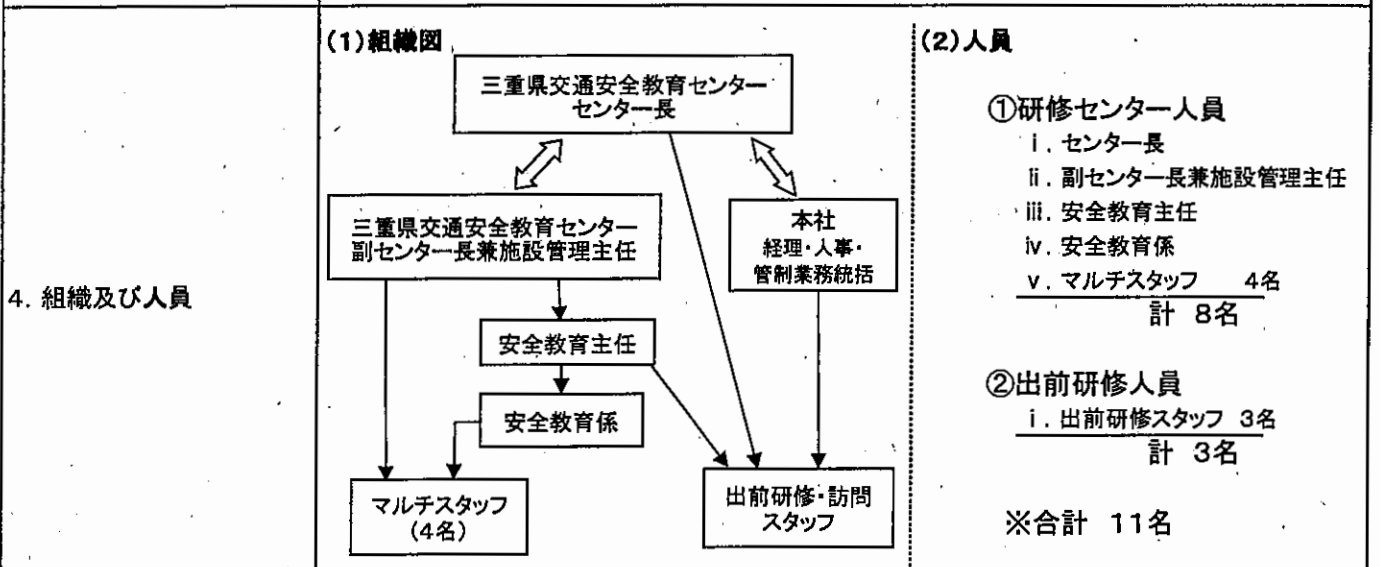 4. 組織及び人員
(1)組織図
三重県交通安全教育センター
センター長
三重県交通安全教育センター
副センター長兼施設管理主任
本社
経理・人事・
管制業務統括
安全教育主任
安全教育係
マルチスタッフ
(4名)
出前研修・訪問
スタッフ
(2)人員
①研修センター人員
ⅰ. センター長
ⅱ. 副センター長兼施設管理主任
ⅲ. 安全教育主任
ⅳ. 安全教育係
ⅴ. マルチスタッフ 4名
計 8名
②出前研修人員
ⅰ. 出前研修スタッフ 3名
計 3名
※合計 11名